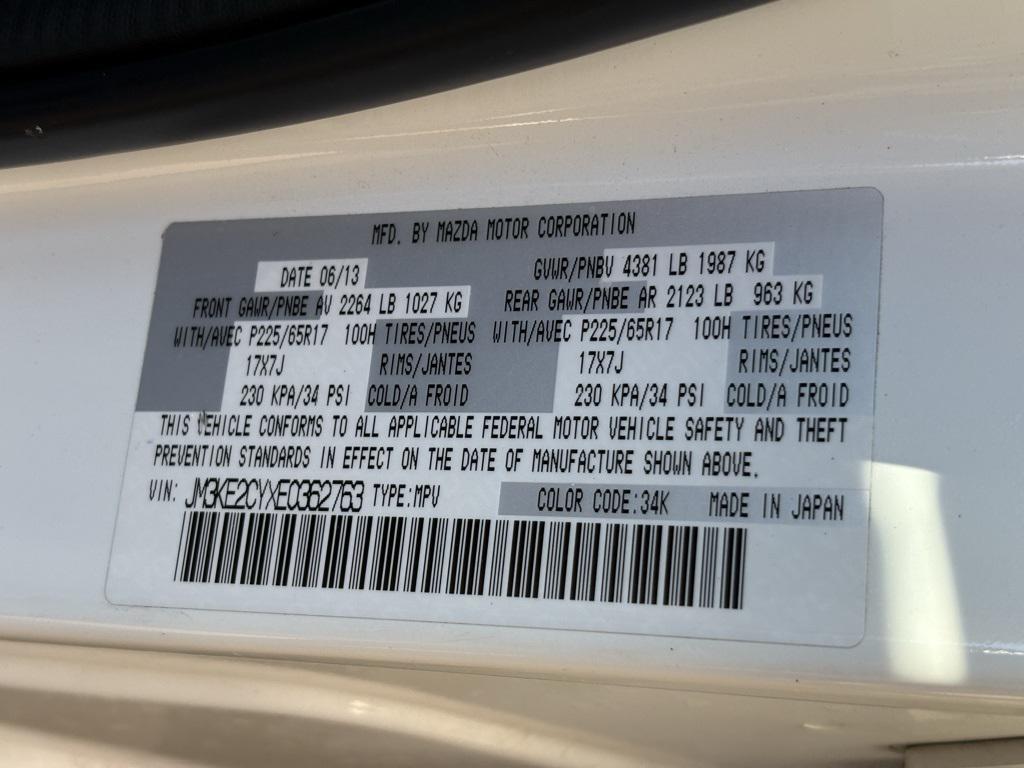 MFD. BY MAZDA MOTOR CORPORATION
DATE 06/13 GVWR/PNBV 4381 LB 1987 KG
FRONT GAWR/PNBE AV 2264 LB 1027 KG REAR GAWR/PNBE AR 2123 LB 963 KG
WITH/AVEC P225/65R17 100H TIRES/PNEUS WITH/AVEC P225/65R17 100H TIRES/PNEUS
17X7J RIMS/JANTES 17X7J RIMS/JANTES
230 KPA/34 PSI COLD/A FROID 230 KPA/34 PSI COLD/A FROID
THIS VEHICLE CONFORMS TO ALL APPLICABLE FEDERAL MOTOR VEHICLE SAFETY AND THEFT
PREVENTION STANDARDS IN EFFECT ON THE DATE OF MANUFACTURE SHOWN ABOVE.
VIN: JM3KE2CYXE0362763 TYPE:MPV COLOR CODE:34K MADE IN JAPAN